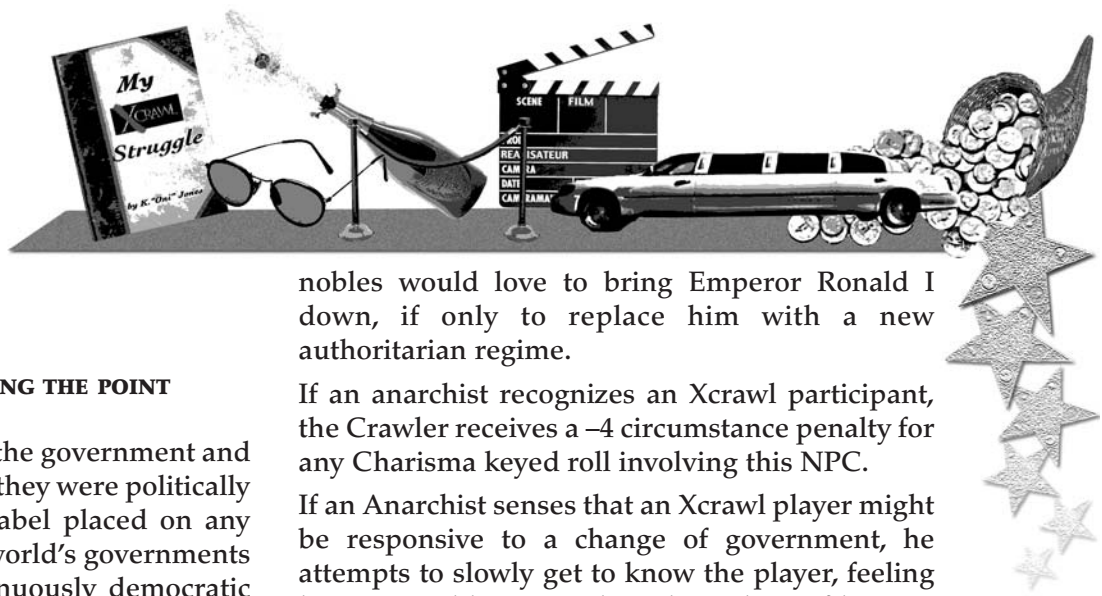 My
XCRAWL
Struggle
by K. "Oni" Jones
SCENE FILM
REALISATEUR
CAMERA
DATE
CAMERAMAN
NG THE POINT
the government and
they were politically
abel placed on any
world's governments
nuously democratic
nobles would love to bring Emperor Ronald I
down, if only to replace him with a new
authoritarian regime.
If an anarchist recognizes an Xcrawl participant,
the Crawler receives a –4 circumstance penalty for
any Charisma keyed roll involving this NPC.
If an Anarchist senses that an Xcrawl player might
be responsive to a change of government, he
attempts to slowly get to know the player, feeling